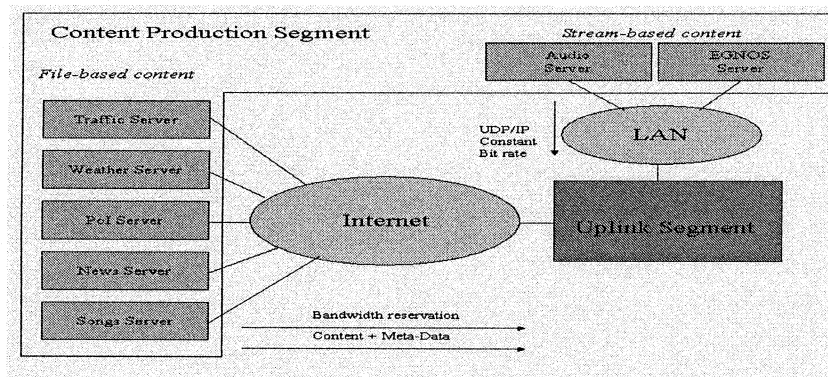 Content Production Segment
Stream-based content
File-based content
Audio
Server
EGNOS
Server
Traffic Server
UDP/IP
Constant
Bit rate
LAN
Weather Server
PoI Server
Internet
Uplink Segment
News Server
Songs Server
Bandwidth reservation
Content + Meta-Data